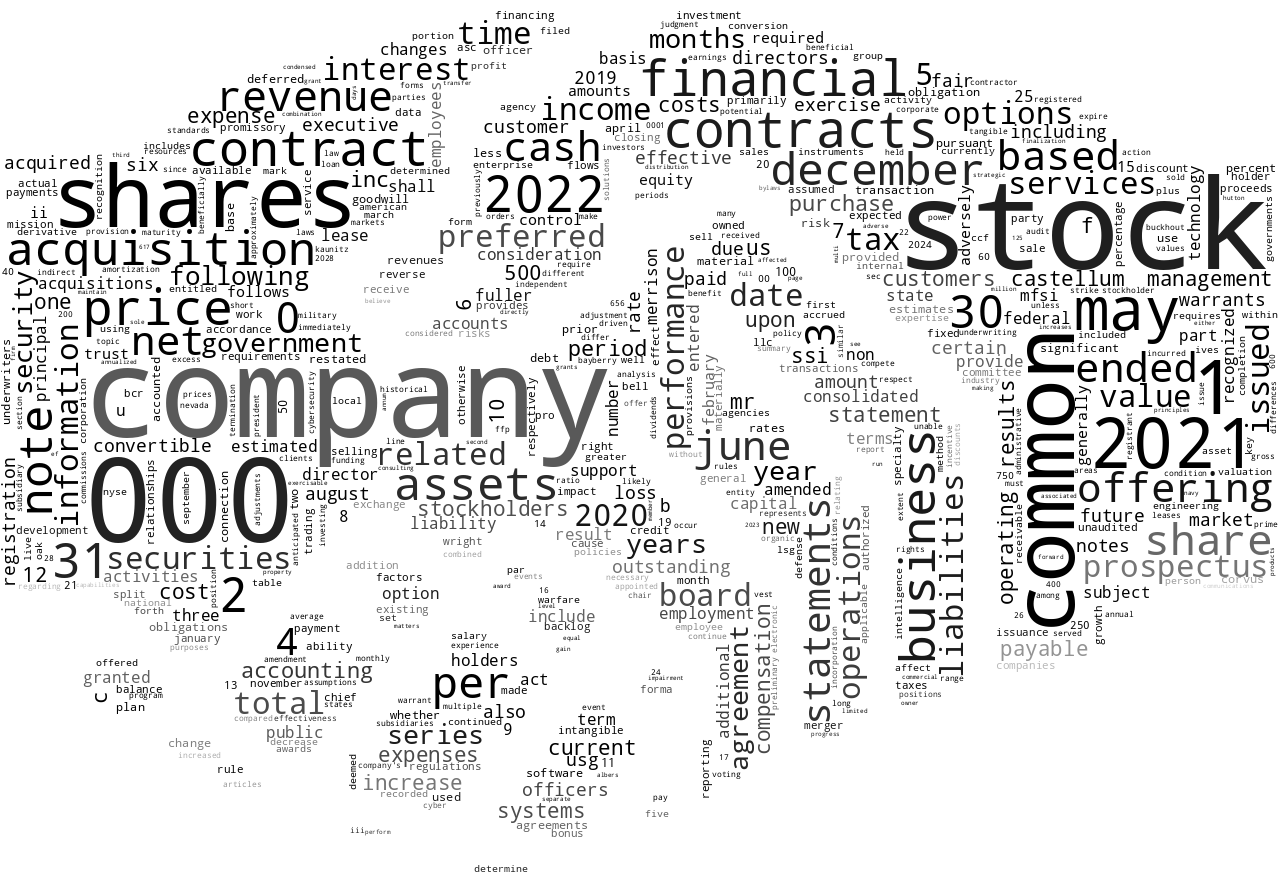 financing
investment
portion
time
filed
judgment
conversion
changes
asc
officer
months
required
beneficial
condensed
interest
profit
basis
earnings
directors
group
deferred
grant
forms
transfer
2019
financial
5
fair
contractor
revenue
days
parties
employees
agency
amounts
income
costs
primarily
exercise
activity
obligation
25
registered
expense
combination
data
april
0001
potential
corporate
options
expire
standards
promissory
executive
customer
closing
contracts
tangible
including
includes
contract
law
less
cash
investors
effective
sales
instruments
held
pursuant
based
action
acquired
third
six
resources
since
available
mark
loan
determined
enterprise
flows
distribution
20
december
currently
finalization
15
discount
percent
actual
payments
recognition
shares
beneficially
service
inc
goodwill
shall
previously
2022
solutions
equity
periods
bylaws
assumed
transaction
strategic
services
plus
sold
holder
proceeds
button
ii
mission
derivative
provision
maturity
base
approximately
american
march
markets
form
orders
control
make
many
owned
purchase
risk
expected
7
adverse
tax
22
2024
adversely
stock
power
party
audit
f
percentage
buckhout
use
values
technology
governments
acquisition
617
laws
kaunitz
2028
lease
preferred
consideration
sell
received
due
us
multi
provided
internal
ccf
60
125
sale
40
indirect
amortization
following
revenues
reverse
require
500
different
independent
material
affected
full
00
100
page
sec
customers
million
castellum
management
security
acquisitions
maintain
entitled
follows
receive
believe
6
fuller
provides
directly
656
rate
merrison
paid
benefit
date
first
accrued
state
estimates
expertise
30
mfsi
unless
federal
strike
stockholder
may
warrants
one
200
price
short
work
0
military
immediately
considered
risks
accounts
adjustment
driven
performance
entered
upon
policy
3
similar
fixed
underwriting
increases
included
requires
either
within
underwriters
section
principal
using
topic
sole
accordance
net
government
prior
differ
period
effect
llc
summary
ssi
non
see
compete
certain
provide
significant
part
recognized
completion
differences
600
trust
annualized
excess
requirements
restated
debt
bayberry
well
grants
february
materially
transactions
amount
respect
consolidated
committee
industry
making
ended
incurred
ives
issue
note
information
company
bcr
u
accounted
prices
nevada
termination
president
50
cybersecurity
local
annum
historical
otherwise
10
ffp
respectively
pro
analysis
bell
offer
dividends
provisions
mr
agencies
statement
value
principles
1
issued
corporation
commissions
convertible
estimated
clients
selling
funding
line
related
second
consulting
right
without
june
rates
terms
report
unable
method
incentive
discounts
common
generally
2021
registrant
asset
key
gross
registration
subsidiary
000
nyse
relationships
september
connection
adjustments
director
exercisable
two
anticipated
august
trading
investing
assets
ratio
impact
support
likely
loss
rules
general
year
run
business
specialty
extent
results
operating
must
administrative
areas
condition
valuation
navy
offering
development
live
oak
28
8
exchange
stockholders
liability
14
2020
number
b
credit
19
entity
amended
capital
represents
relating
liabilities
750
receivable
associated
future
unaudited
leases
engineering
market
prime
12
31
securities
wright
combined
result
cause
policies
years
occur
2023
new
organic
lsg
defense
conditions
authorized
rights
intelligence
forward
notes
share
products
regarding
21
capabilities
activities
position
property
table
addition
factors
par
events
outstanding
necessary
appointed
chair
month
statements
operations
applicable
400
among
prospectus
person
corvus
communications
split
national
forth
cost
2
three
option
existing
set
matters
award
16
warfare
level
include
backlog
board
employment
vest
subject
26
250
growth
annual
obligations
january
purposes
average
payment
4
ability
salary
experience
equal
gain
employee
continue
agreement
compensation
preliminary
electronic
incorporation
affect
commercial
taxes
positions
owner
range
issuance
served
payable
companies
offered
granted
amendment
monthly
accounting
holders
24
impairment
additional
c
balance
program
plan
13
november
assumptions
total
chief
states
warrant
per
multiple
made
act
forma
long
limited
compared
effectiveness
public
decrease
awards
whether
subsidiaries
continued
also
9
event
term
intangible
merger
progress
change
increased
series
current
rule
articles
expenses
deemed
company's
regulations
usg
11
17
voting
reporting
increase
recorded
used
cyber
software
albers
officers
separate
pay
five
systems
agreements
bonus
iii
perform
determine